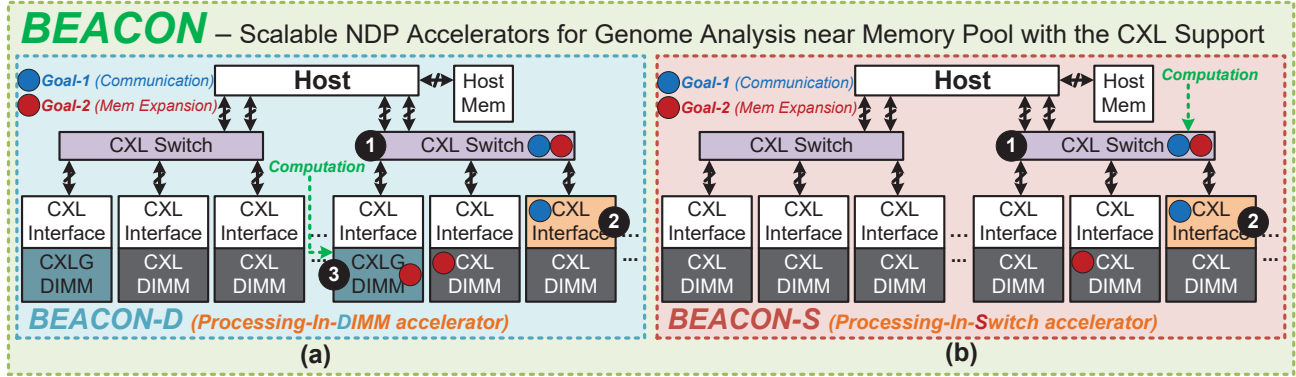 BEACON – Scalable NDP Accelerators for Genome Analysis near Memory Pool with the CXL Support
Goal-1 (Communication)
Goal-2 (Mem Expansion)
Host
Host
Mem
CXL Switch
1
CXL Switch
Computation
CXL
Interface
CXL
Interface
CXL
Interface
...
CXL
Interface
CXL
Interface
CXL
Interface
2
...
CXLG
DIMM
CXL
DIMM
CXL
DIMM
...
3
CXLG
DIMM
CXL
DIMM
CXL
DIMM
...
BEACON-D (Processing-In-DIMM accelerator)
(a)
Goal-1 (Communication)
Goal-2 (Mem Expansion)
Host
Host
Mem
Computation
CXL Switch
1
CXL Switch
CXL
Interface
CXL
Interface
CXL
Interface
...
CXL
Interface
CXL
Interface
CXL
Interface
2
...
CXL
DIMM
CXL
DIMM
CXL
DIMM
...
CXL
DIMM
CXL
DIMM
CXL
DIMM
...
BEACON-S (Processing-In-Switch accelerator)
(b)